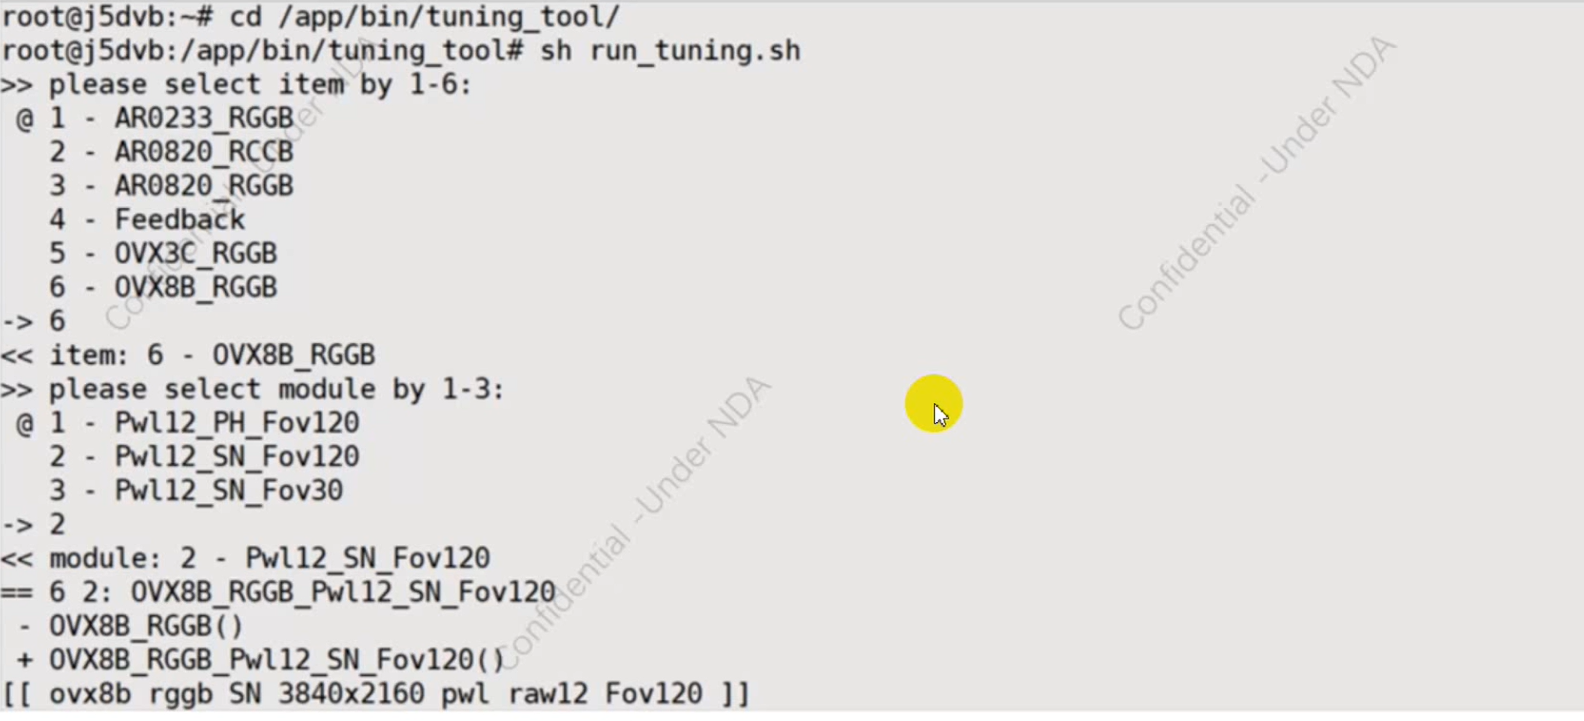 root@j5dvb:~# cd /app/bin/tuning_tool/
root@j5dvb:/app/bin/tuning_tool# sh run_tuning.sh
>> please select item by 1-6:
 @ 1 - AR0233_RGGB
   2 - AR0820_RCCB
   3 - AR0820_RGGB
   4 - Feedback
   5 - OVX3C_RGGB
   6 - OVX8B_RGGB
-> 6
<< item: 6 - OVX8B_RGGB
>> please select module by 1-3:
 @ 1 - Pwl12_PH_Fov120
   2 - Pwl12_SN_Fov120
   3 - Pwl12_SN_Fov30
-> 2
<< module: 2 - Pwl12_SN_Fov120
== 6 2: OVX8B_RGGB_Pwl12_SN_Fov120
 - OVX8B_RGGB()
 + OVX8B_RGGB_Pwl12_SN_Fov120()
[[ ovx8b rggb SN 3840x2160 pwl raw12 Fov120 ]]
Confidential -Under NDA
Confidential -Under NDA
Confidential -Under NDA